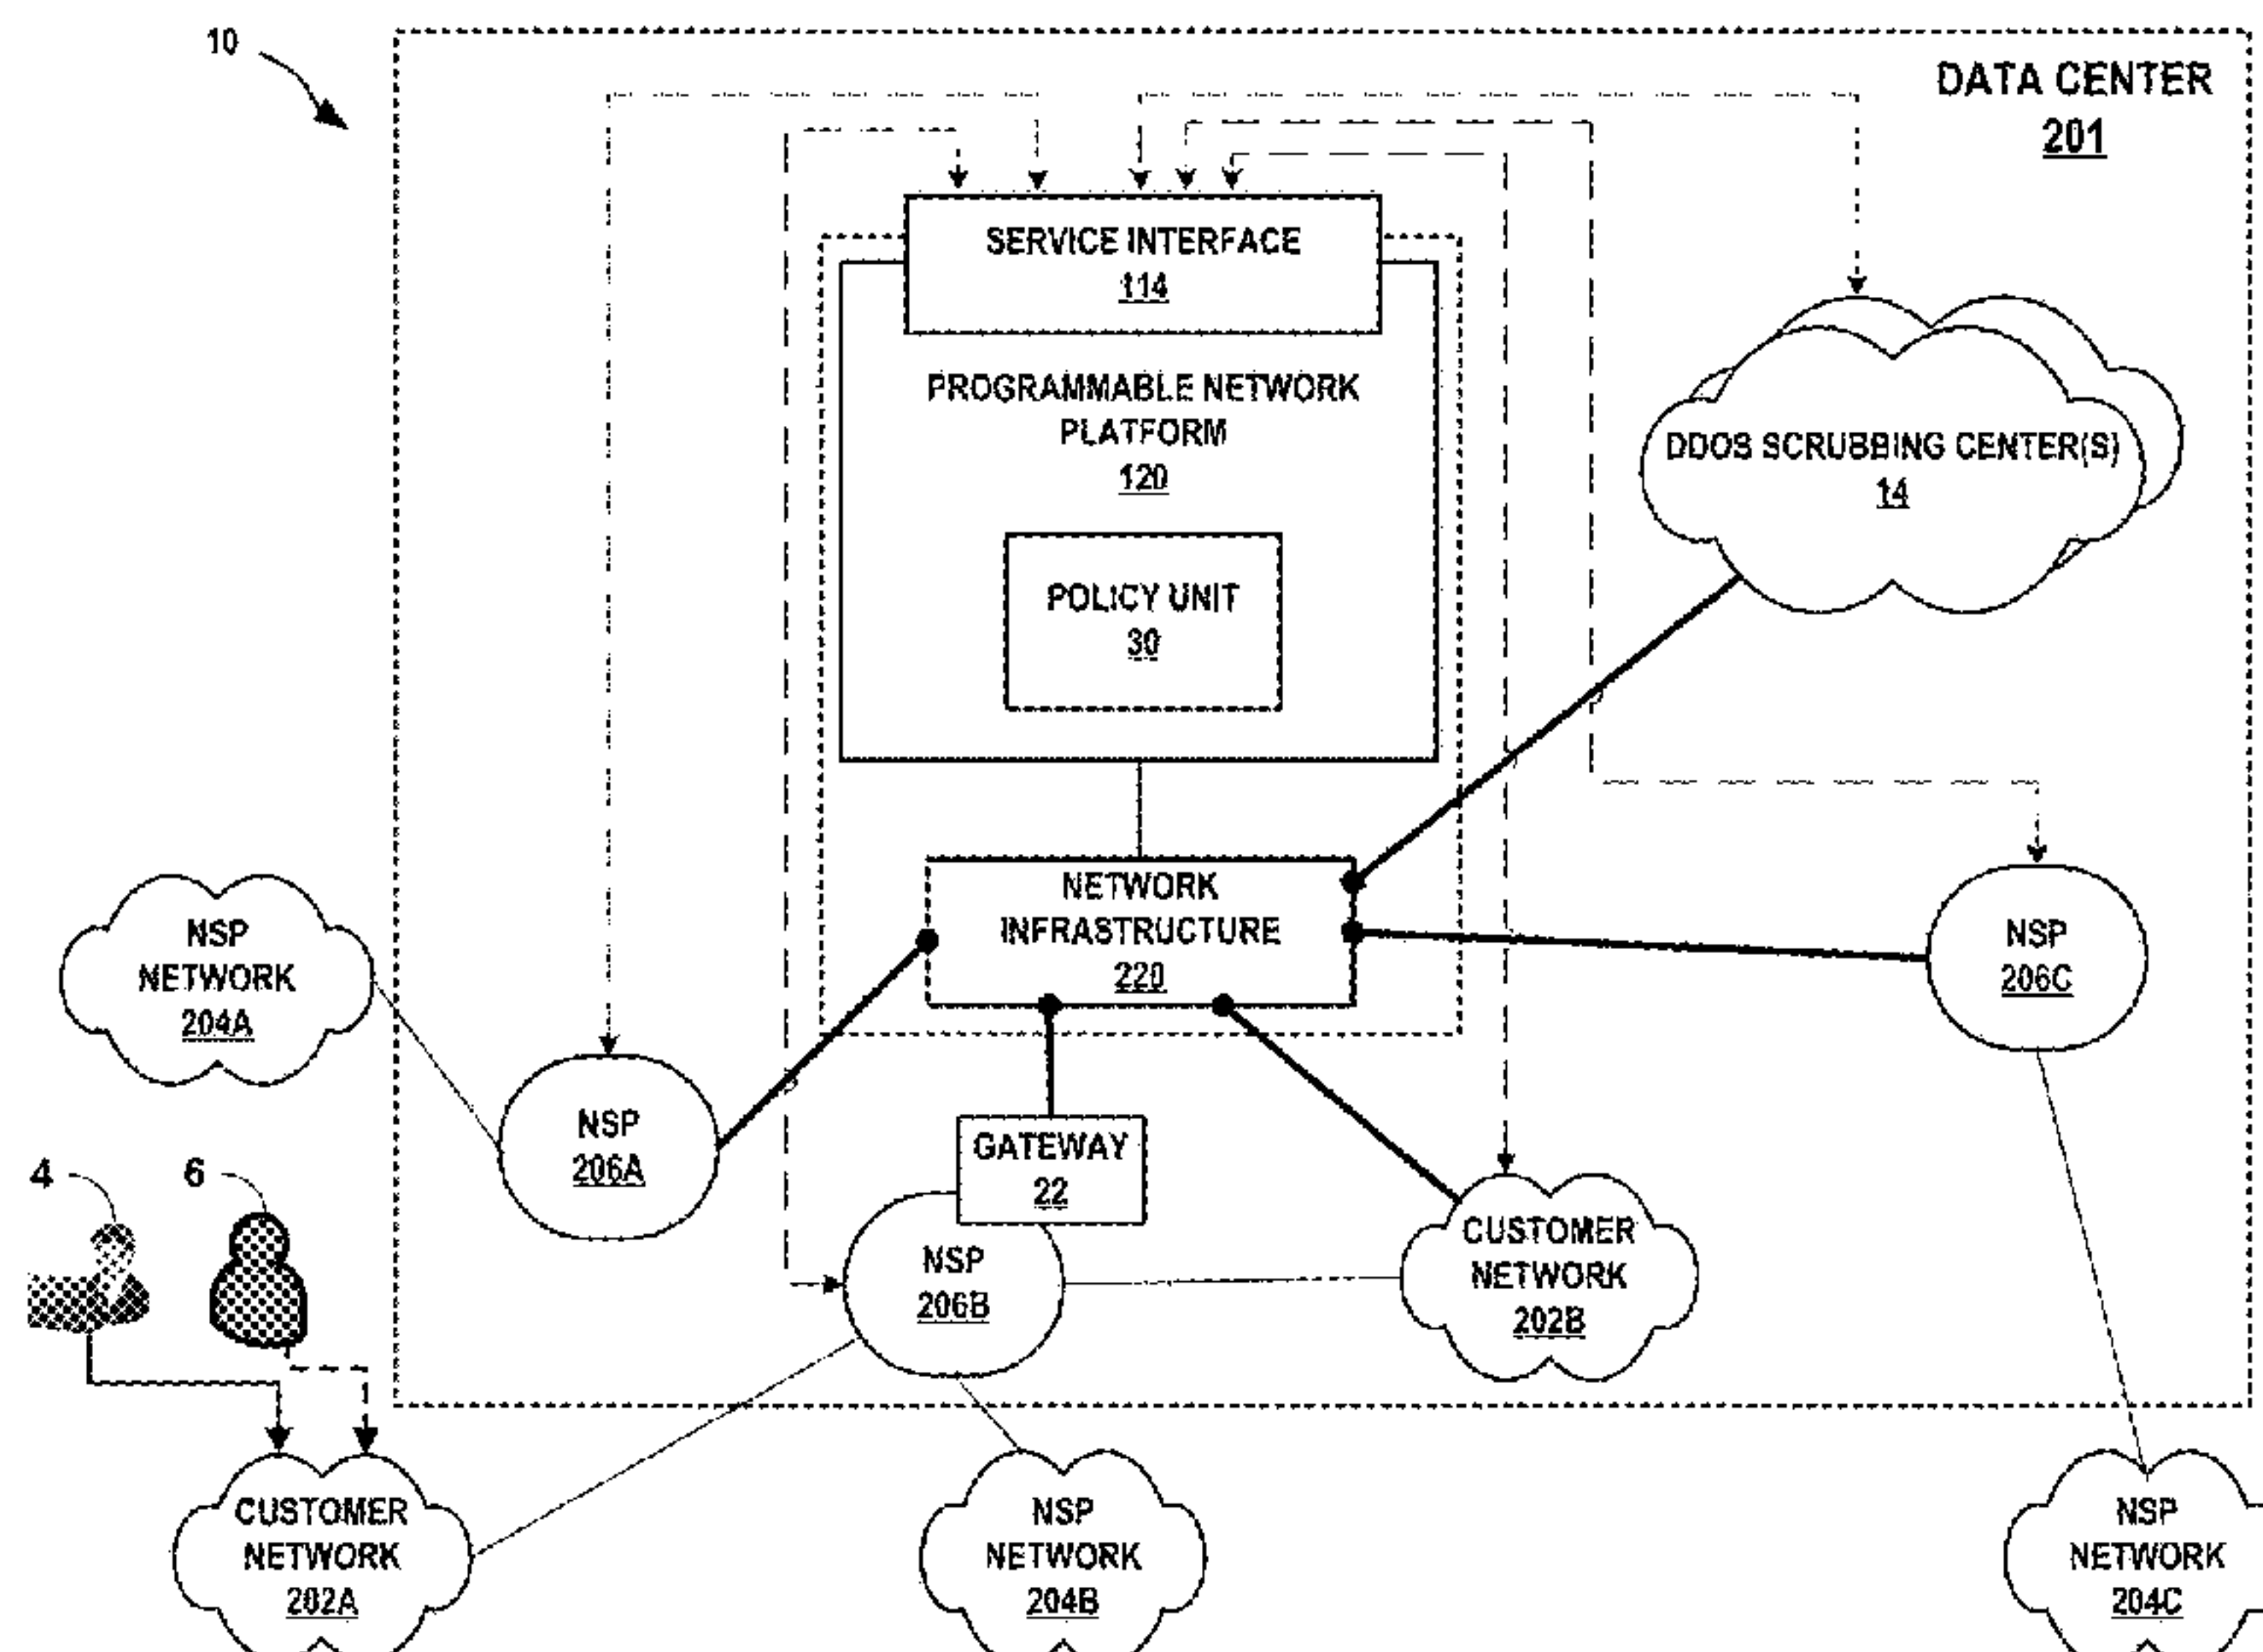 10
DATA CENTER
201
SERVICE INTERFACE
114
PROGRAMMABLE NETWORK
PLATFORM
120
DDOS SCRUBBING CENTER(S)
14
POLICY UNIT
30
NETWORK
INFRASTRUCTURE
220
NSP
NETWORK
204A
NSP
206C
NSP
206A
GATEWAY
22
4
6
NSP
206B
CUSTOMER
NETWORK
202B
CUSTOMER
NETWORK
202A
NSP
NETWORK
204B
NSP
NETWORK
204C